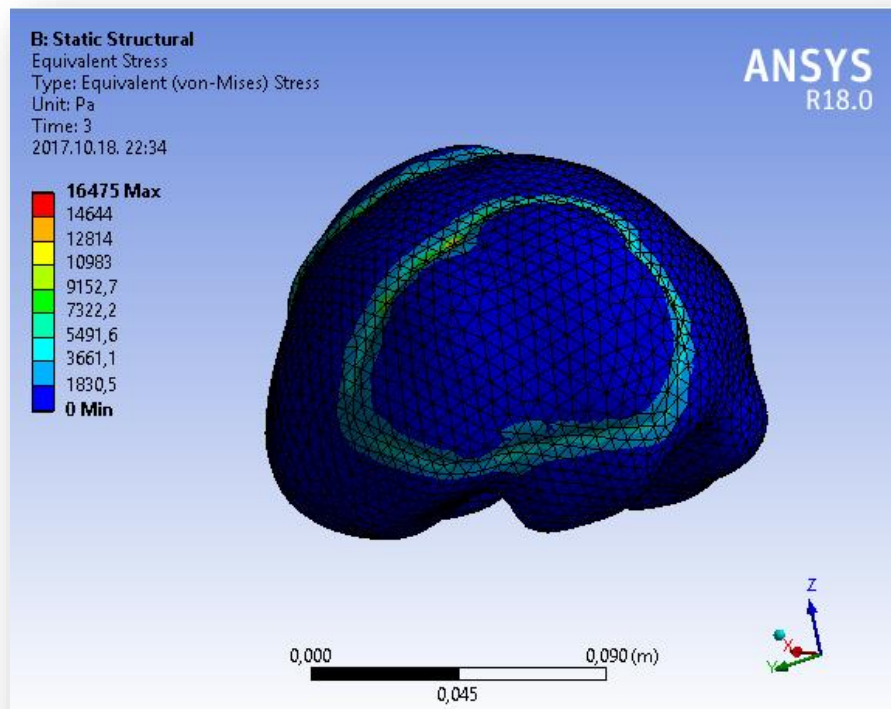 B: Static Structural
Equivalent Stress
Type: Equivalent (von-Mises) Stress
Unit: Pa
Time: 3
2017.10.18. 22:34
ANSYS
R18.0
16475 Max
14644
12814
10983
9152,7
7322,2
5491,6
3661,1
1830,5
0 Min
0,000
0,090 (m)
0,045
Z
X
Y